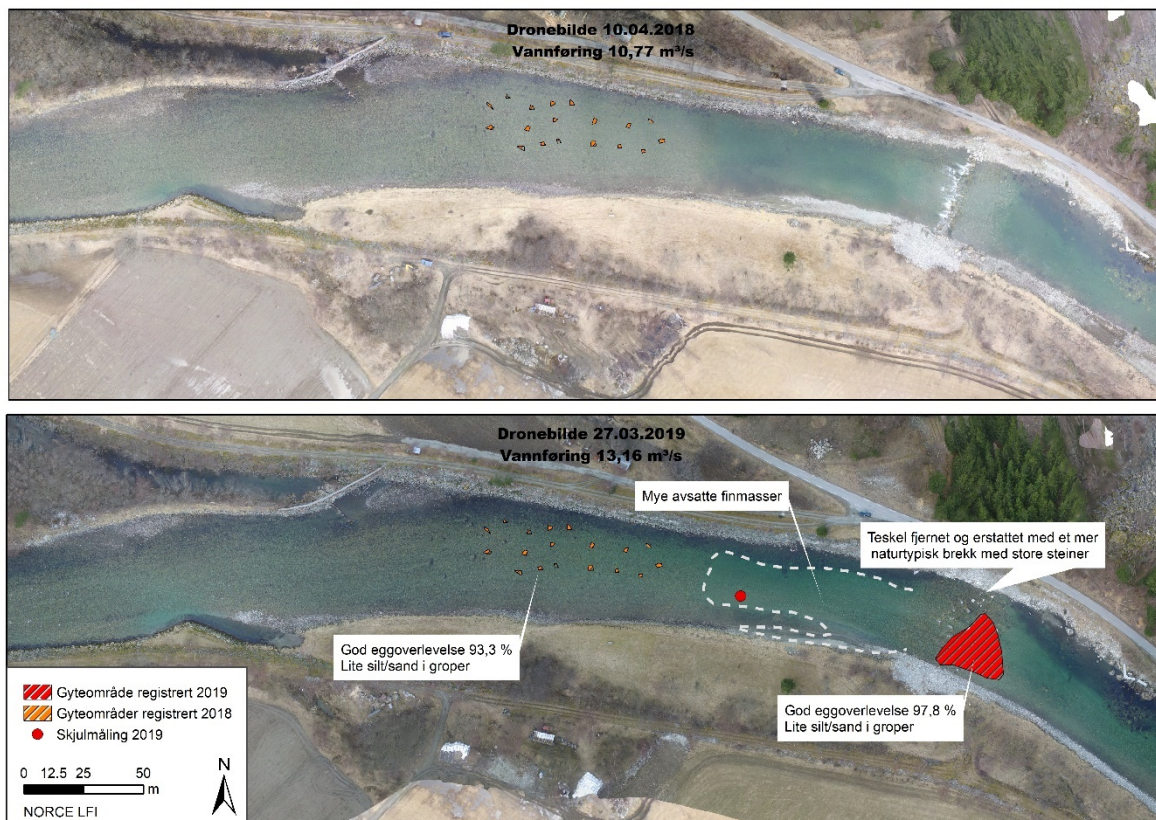 Dronebilde 10.04.2018
Vannføring 10,77 m³/s
Dronebilde 27.03.2019
Vannføring 13,16 m³/s
Mye avsatte finmasser
Teskel fjernet og erstattet med et mer
naturtypisk brekk med store steiner
God eggoverlevelse 93,3 %
Lite silt/sand i groper
God eggoverlevelse 97,8 %
Lite silt/sand i groper
Gyteområde registrert 2019
Gyteområder registrert 2018
Skjulmåling 2019
0 12.5 25 50
m
N
NORCE LFI